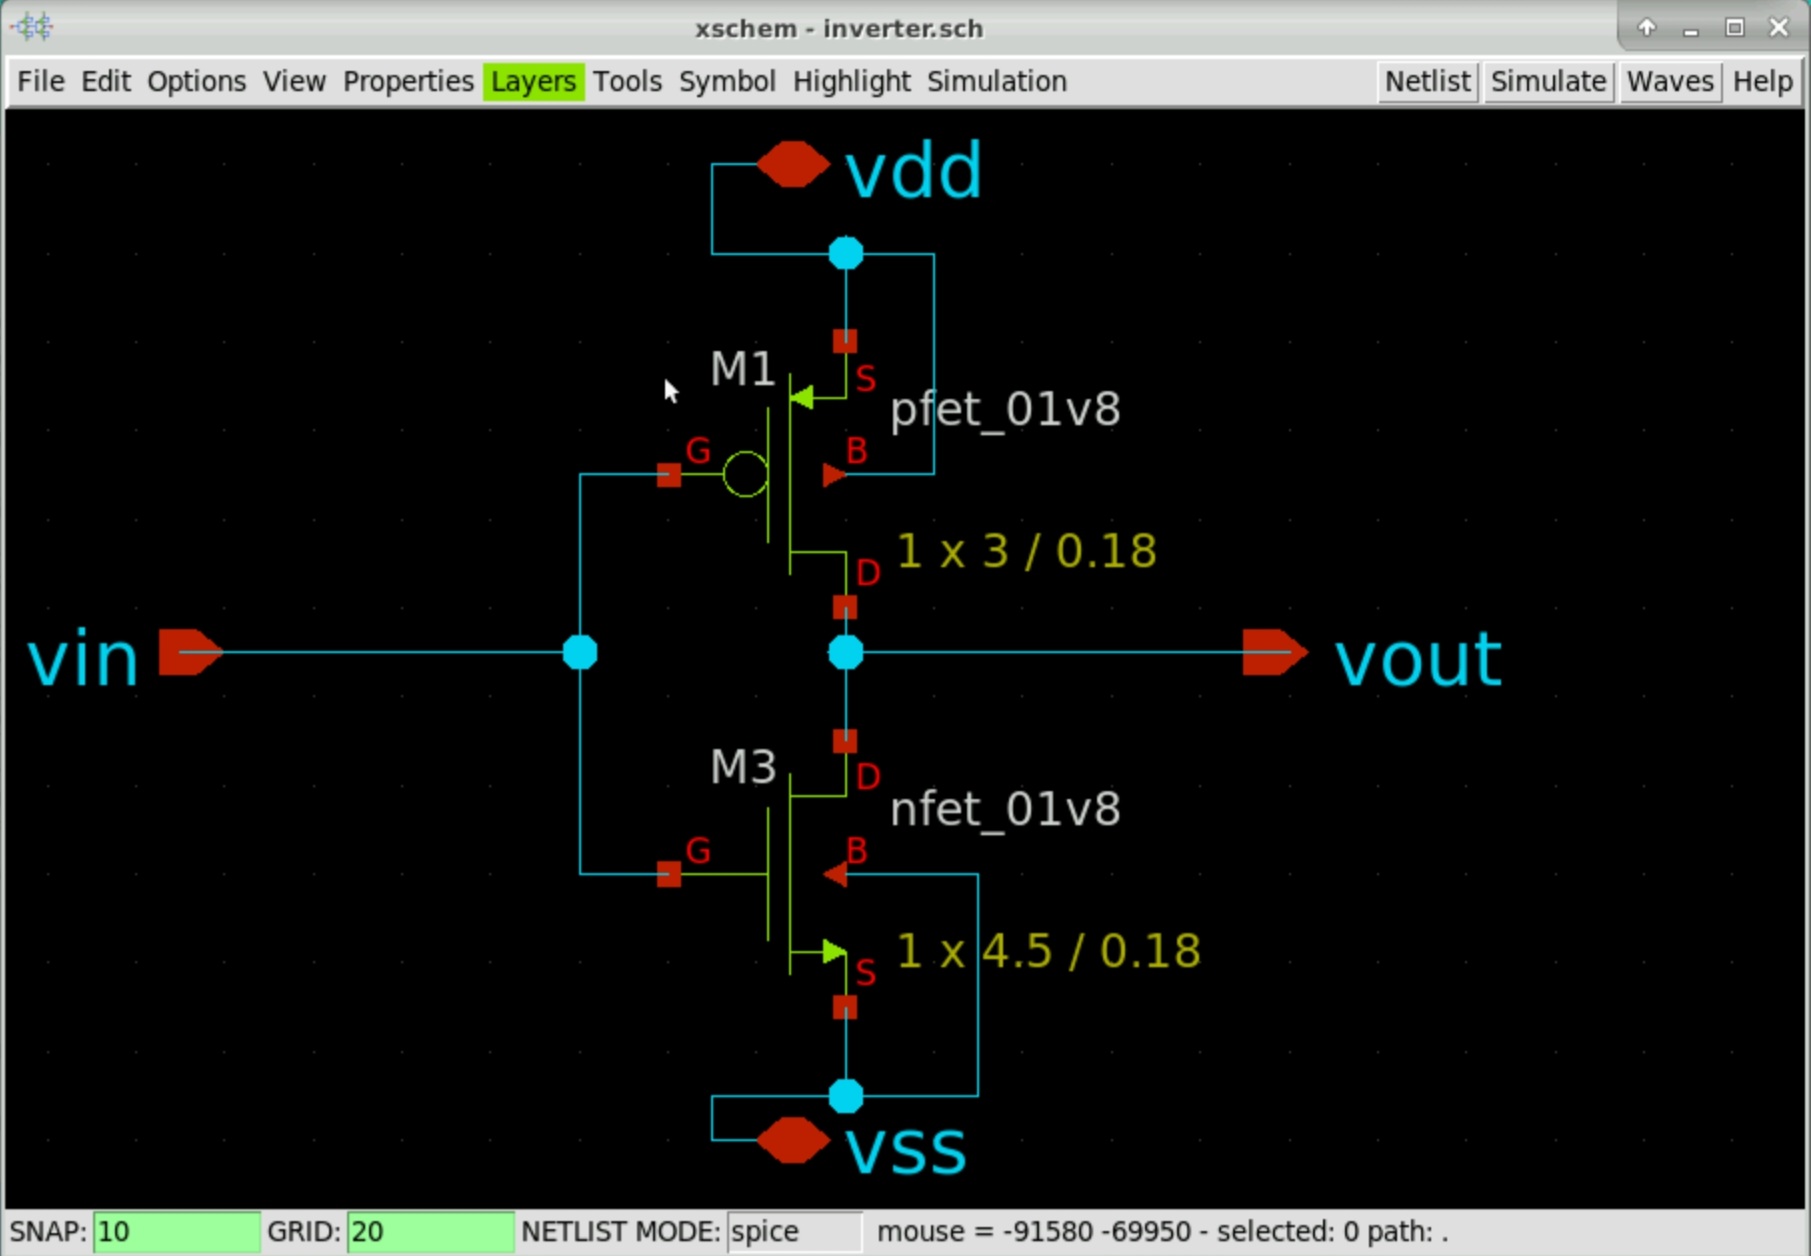 xschem - inverter.sch
File Edit Options View Properties Layers Tools Symbol Highlight Simulation Netlist Simulate Waves Help
vdd
M1
S
pfet_01v8
G
B
1 x 3 / 0.18
D
vin
vout
M3
D
nfet_01v8
G
B
1 x 4.5 / 0.18
S
vss
SNAP: 10 GRID: 20 NETLIST MODE: spice mouse = -91580 -69950 - selected: 0 path: .